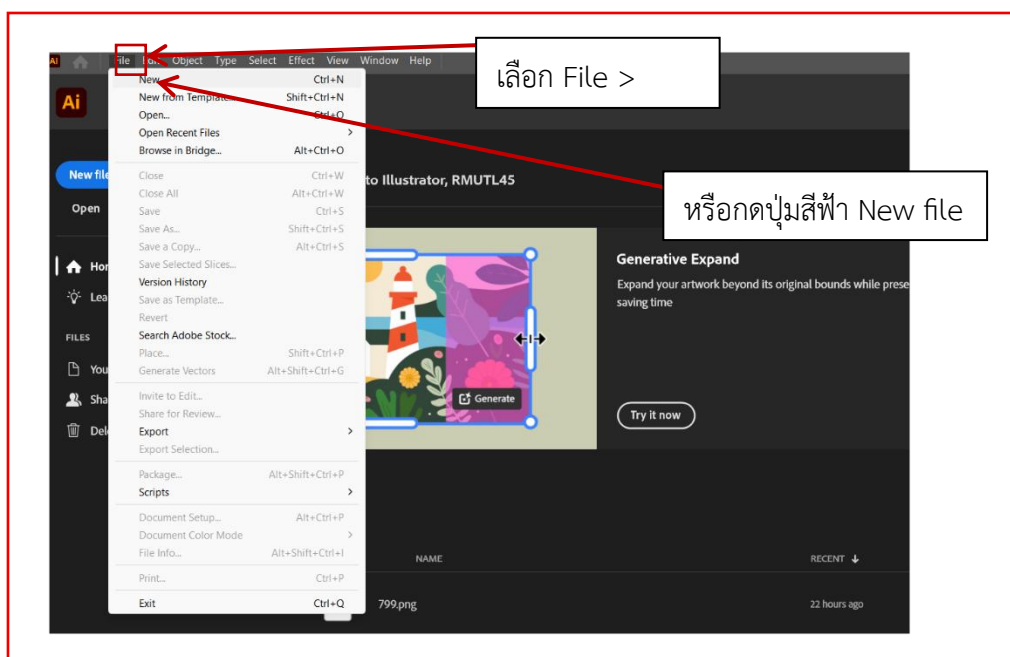 Ai File Edit Object Type Select Effect View Window Help
เลือก File >
New... Ctrl+N
New from Template... Shift+Ctrl+N
Ai
Open... Ctrl+O
Open Recent Files >
Browse in Bridge... Alt+Ctrl+O
New file
Close Ctrl+W
to Illustrator, RMUTL45
Close All Alt+Ctrl+W
หรือกดปุ่มสีฟ้า New file
Open
Save Ctrl+S
Save As... Shift+Ctrl+S
Save a Copy... Alt+Ctrl+S
Save Selected Slices...
Version History
Save as Template...
Revert
Search Adobe Stock...
Place... Shift+Ctrl+P
Generate Vectors Alt+Shift+Ctrl+G
Invite to Edit...
Share for Review...
Export >
Export Selection...
Package... Alt+Shift+Ctrl+P
Scripts >
Document Setup... Alt+Ctrl+P
Document Color Mode >
File Info... Alt+Shift+Ctrl+I
Print... Ctrl+P
Exit Ctrl+Q
FILES
You
Generative Expand
Expand your artwork beyond its original bounds while prese
saving time
Generate
Try it now
NAME RECENT ↓
799.png 22 hours ago